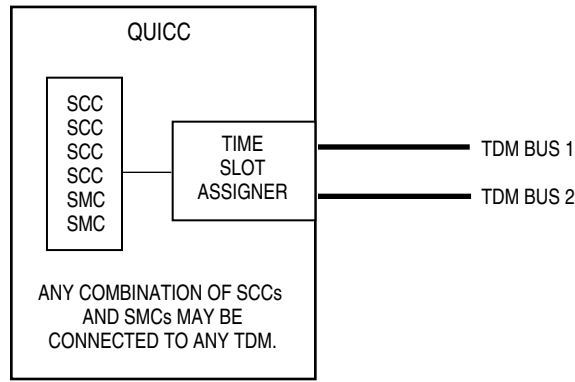 QUICC
SCC
SCC
SCC
SCC
SMC
SMC
TIME
SLOT
ASSIGNER
TDM BUS 1
TDM BUS 2
ANY COMBINATION OF SCCs
AND SMCs MAY BE
CONNECTED TO ANY TDM.